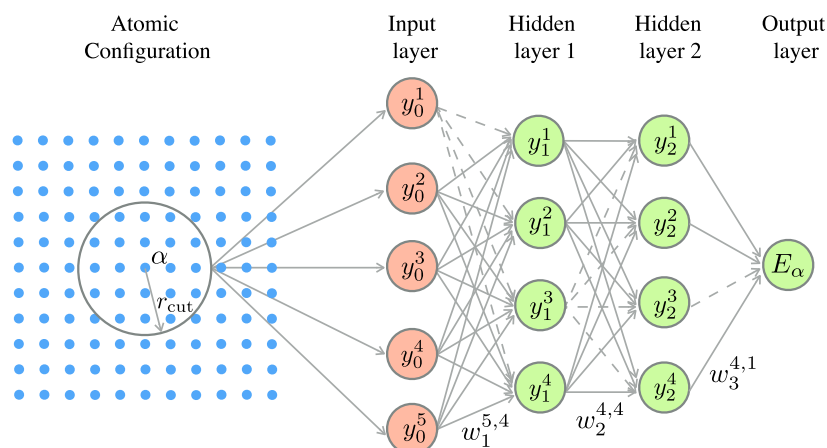 Atomic
Configuration
Input
layer
Hidden
layer 1
Hidden
layer 2
Output
layer
α
r_cut
y_0^1
y_0^2
y_0^3
y_0^4
y_0^5
y_1^1
y_1^2
y_1^3
y_1^4
y_2^1
y_2^2
y_2^3
y_2^4
E_α
w_1^{5,4}
w_2^{4,4}
w_3^{4,1}